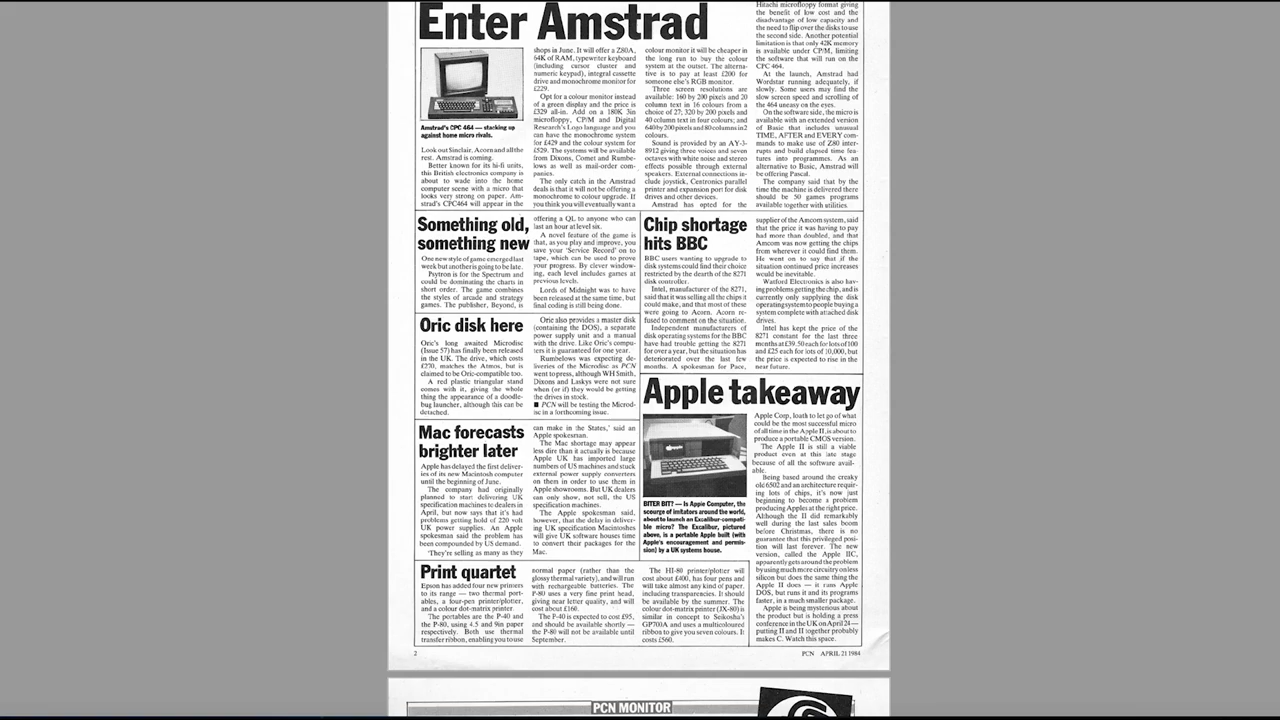 Enter Amstrad
Amstrad's CPC 464 — stacking up
against home micro rivals.
Look out Sinclair, Acorn and all the
rest. Amstrad is coming.
Better known for its hi-fi units,
this British electronics company is
about to wade into the home
computer scene with a micro that
looks very strong on paper. Am-
strad's CPC464 will appear in the
shops in June. It will offer a Z80A,
64K of RAM, typewriter keyboard
(including cursor cluster and
numeric keypad), integral cassette
drive and monochrome monitor for
£229.
Opt for a colour monitor instead
of a green display and the price is
£329 all-in. Add on a 180K 3in
microfloppy, CP/M and Digital
Research's Logo language and you
can have the monochrome system
for £429 and the colour system for
£529. The systems will be available
from Dixons, Comet and Rumbe-
lows as well as mail-order com-
panies.
The only catch in the Amstrad
deals is that it will not be offering a
monochrome to colour upgrade. If
you think you will eventually want a
colour monitor it will be cheaper in
the long run to buy the colour
system at the outset. The alterna-
tive is to pay at least £200 for
someone else's RGB monitor.
Three screen resolutions are
available: 160 by 200 pixels and 20
column text in 16 colours from a
choice of 27; 320 by 200 pixels and
40 column text in four colours; and
640 by 200 pixels and 80 columns in 2
colours.
Sound is provided by an AY-3-
8912 giving three voices and seven
octaves with white noise and stereo
effects possible through external
speakers. External connections in-
clude joystick, Centronics parallel
printer and expansion port for disk
drives and other devices.
Amstrad has opted for the
Hitachi microfloppy format giving
the benefit of low cost and the
disadvantage of low capacity and
the need to flip over the disks to use
the second side. Another potential
limitation is that only 42K memory
is available under CP/M, limiting
the software that will run on the
CPC 464.
At the launch, Amstrad had
Wordstar running adequately, if
slowly. Some users may find the
slow screen speed and scrolling of
the 464 uneasy on the eyes.
On the software side, the micro is
available with an extended version
of Basic that includes unusual
TIME, AFTER and EVERY com-
mands to make use of Z80 inter-
rupts and build elapsed time fea-
tures into programmes. As an
alternative to Basic, Amstrad will
be offering Pascal.
The company said that by the
time the machine is delivered there
should be 50 games programs
available together with utilities.
Something old,
something new
One new style of game emerged last
week but another is going to be late.
Psytron is for the Spectrum and
could be dominating the charts in
short order. The game combines
the styles of arcade and strategy
games. The publisher, Beyond, is
offering a QL to anyone who can
last an hour at level six.
A novel feature of the game is
that, as you play and improve, you
save your 'Service Record' on to
tape, which can be used to prove
your progress. By clever window-
ing, each level includes games at
previous levels.
Lords of Midnight was to have
been released at the same time, but
final coding is still being done.
Chip shortage
hits BBC
BBC users wanting to upgrade to
disk systems could find their choice
restricted by the dearth of the 8271
disk controller.
Intel, manufacturer of the 8271,
said that it was selling all the chips it
could make, and that most of these
were going to Acorn. Acorn re-
fused to comment on the situation.
Independent manufacturers of
disk operating systems for the BBC
have had trouble getting the 8271
for over a year, but the situation has
deteriorated over the last few
months. A spokesman for Pace,
supplier of the Amcom system, said
that the price it was having to pay
had more than doubled, and that
Amcom was now getting the chips
from wherever it could find them.
He went on to say that if the
situation continued price increases
would be inevitable.
Watford Electronics is also hav-
ing problems getting the chip, and is
currently only supplying the disk
operating system to people buying a
system complete with attached disk
drives.
Intel has kept the price of the
8271 constant for the last three
months at £39.50 each for lots of 100
and £25 each for lots of 10,000, but
the price is expected to rise in the
near future.
Oric disk here
Oric's long awaited Microdisc
(Issue 57) has finally been released
in the UK. The drive, which costs
£270, matches the Atmos, but is
claimed to be Oric-compatible too.
A red plastic triangular stand
comes with it, giving the whole
thing the appearance of a doodle-
bug launcher, although this can be
detached.
Oric also provides a master disk
(containing the DOS), a separate
power supply unit and a manual
with the drive. Like Oric's compu-
ters it is guaranteed for one year.
Rumbelows was expecting de-
liveries of the Microdisc as PCN
went to press, although WH Smith,
Dixons and Laskys were not sure
when (or if) they would be getting
the drives in stock.
■ PCN will be testing the Microd-
isc in a forthcoming issue.
Mac forecasts
brighter later
Apple has delayed the first deliver-
ies of its new Macintosh computer
until the beginning of June.
The company had originally
planned to start delivering UK
specification machines to dealers in
April, but now says that it's had
problems getting hold of 220 volt
UK power supplies. An Apple
spokesman said the problem has
been compounded by US demand.
'They're selling as many as they
can make in the States,' said an
Apple spokesman.
The Mac shortage may appear
less dire than it actually is because
Apple UK has imported large
numbers of US machines and stuck
external power supply converters
on them in order to use them in
Apple showrooms. But UK dealers
can only show, not sell, the US
specification machines.
The Apple spokesman said,
however, that the delay in deliver-
ing UK specification Macintoshes
will give UK software houses time
to convert their packages for the
Mac.
Apple takeaway
BITER BIT? — Is Apple Computer, the
scourge of imitators around the world,
about to launch an Excalibur-compati-
ble micro? The Excalibur, pictured
above, is a portable Apple built (with
Apple's encouragement and permis-
sion) by a UK systems house.
Apple Corp, loath to let go of what
could be the most successful micro
of all time in the Apple II, is about to
produce a portable CMOS version.
The Apple II is still a viable
product even at this late stage
because of all the software avail-
able.
Being based around the creaky
old 6502 and an architecture requir-
ing lots of chips, it's now just
beginning to become a problem
producing Apples at the right price.
Although the II did remarkably
well during the last sales boom
before Christmas, there is no
guarantee that this privileged posi-
tion will last forever. The new
version, called the Apple IIC,
apparently gets around the problem
by using much more circuitry on less
silicon but does the same thing the
Apple II does — it runs Apple
DOS, but runs it and its programs
faster, in a much smaller package.
Apple is being mysterious about
the product but is holding a press
conference in the UK on April 24 —
putting II and II together probably
makes C. Watch this space.
Print quartet
Epson has added four new printers
to its range — two thermal port-
ables, a four-pen printer/plotter,
and a colour dot-matrix printer.
The portables are the P-40 and
the P-80, using 4.5 and 9in paper
respectively. Both use thermal
transfer ribbon, enabling you to use
normal paper (rather than the
glossy thermal variety), and will run
with rechargeable batteries. The
P-80 uses a very fine print head,
giving near letter quality, and will
cost about £160.
The P-40 is expected to cost £95,
and should be available shortly —
the P-80 will not be available until
September.
The HI-80 printer/plotter will
cost about £400, has four pens and
will take almost any kind of paper,
including transparencies. It should
be available by the summer. The
colour dot-matrix printer (JX-80) is
similar in concept to Seikosha's
GP700A and uses a multicoloured
ribbon to give you seven colours. It
costs £560.
2
PCN APRIL 21 1984
PCN MONITOR